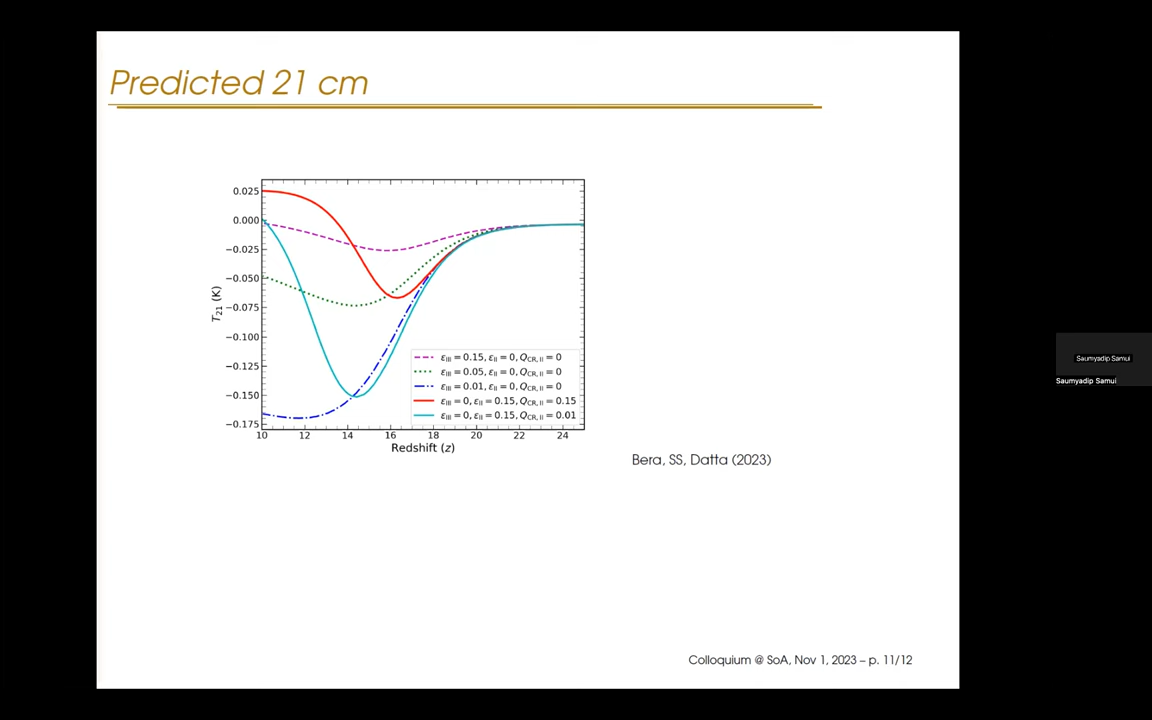 Predicted 21 cm
0.025
0.000
−0.025
−0.050
−0.075
−0.100
−0.125
−0.150
−0.175
T21 (K)
10 12 14 16 18 20 22 24
Redshift (z)
εIII = 0.15, εII = 0, QCR, II = 0
εIII = 0.05, εII = 0, QCR, II = 0
εIII = 0.01, εII = 0, QCR, II = 0
εIII = 0, εII = 0.15, QCR, II = 0.15
εIII = 0, εII = 0.15, QCR, II = 0.01
Bera, SS, Datta (2023)
Colloquium @ SoA, Nov 1, 2023 – p. 11/12
Saumyadip Samui
Saumyadip Samui